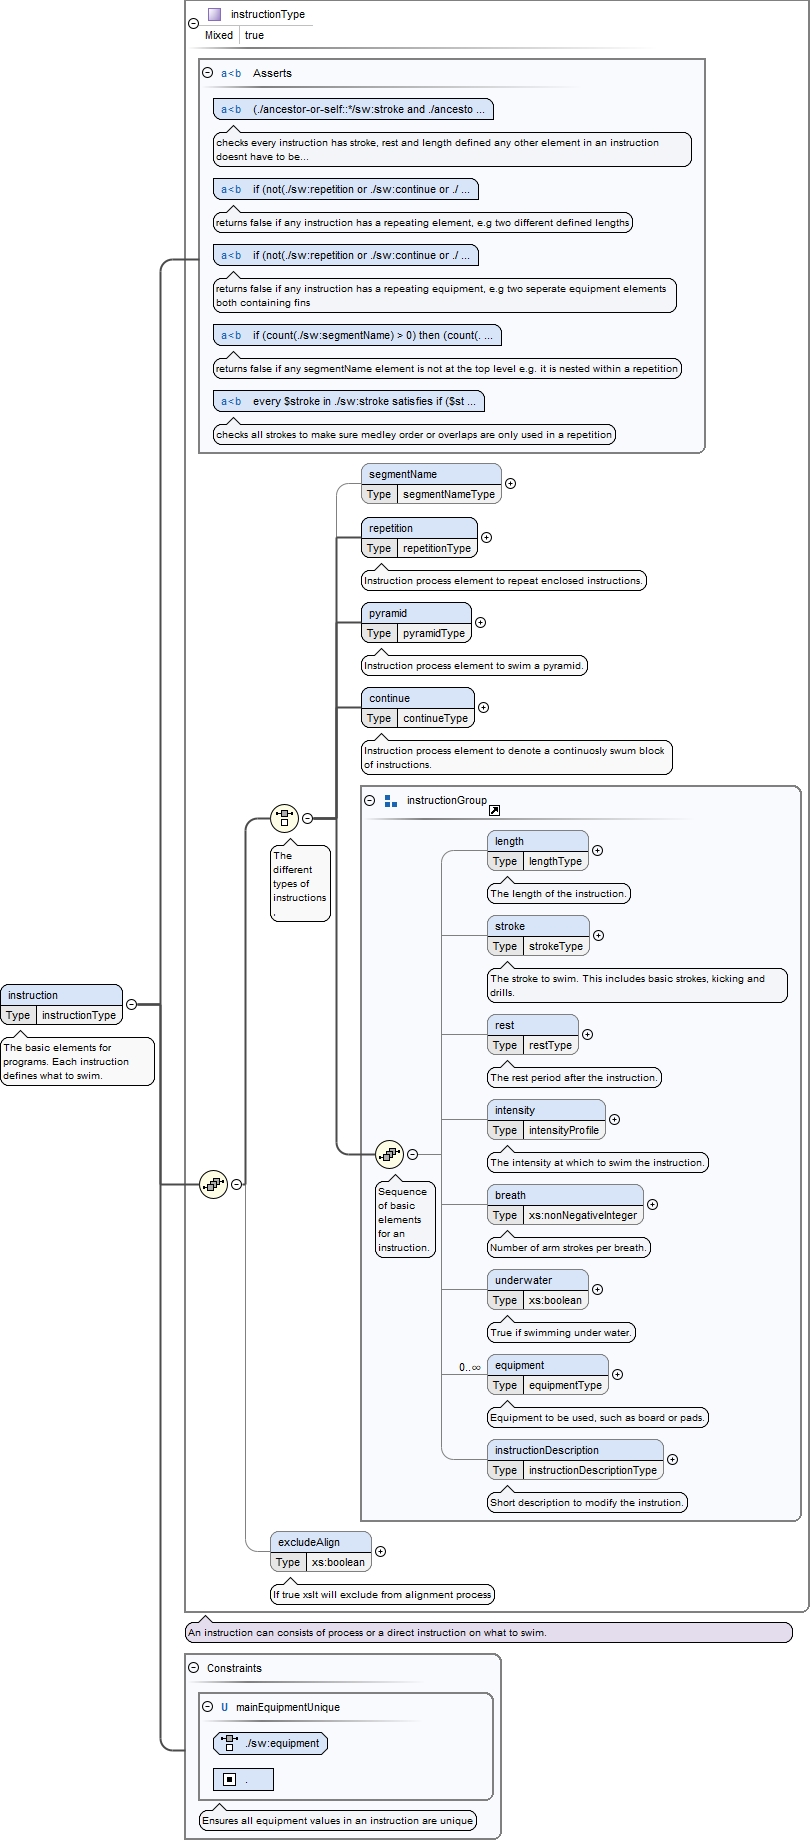 instructionType
Mixed true
a<b Asserts
a<b (./ancestor-or-self::*/sw:stroke and ./ancesto ...
checks every instruction has stroke, rest and length defined any other element in an instruction
doesnt have to be...
a<b if (not(./sw:repetition or ./sw:continue or ./ ...
returns false if any instruction has a repeating element, e.g two different defined lengths
a<b if (not(./sw:repetition or ./sw:continue or ./ ...
returns false if any instruction has a repeating equipment, e.g two seperate equipment elements
both containing fins
a<b if (count(./sw:segmentName) > 0) then (count(. ...
returns false if any segmentName element is not at the top level e.g. it is nested within a repetition
a<b every $stroke in ./sw:stroke satisfies if ($st ...
checks all strokes to make sure medley order or overlaps are only used in a repetition
segmentName
Type segmentNameType
repetition
Type repetitionType
Instruction process element to repeat enclosed instructions.
pyramid
Type pyramidType
Instruction process element to swim a pyramid.
continue
Type continueType
Instruction process element to denote a continuosly swum block
of instructions.
The
different
types of
instructions
.
instructionGroup
length
Type lengthType
The length of the instruction.
stroke
Type strokeType
The stroke to swim. This includes basic strokes, kicking and
drills.
rest
Type restType
The rest period after the instruction.
intensity
Type intensityProfile
The intensity at which to swim the instruction.
Sequence
of basic
elements
for an
instruction.
breath
Type xs:nonNegativeInteger
Number of arm strokes per breath.
underwater
Type xs:boolean
True if swimming under water.
0..∞
equipment
Type equipmentType
Equipment to be used, such as board or pads.
instructionDescription
Type instructionDescriptionType
Short description to modify the instrution.
instruction
Type instructionType
The basic elements for
programs. Each instruction
defines what to swim.
excludeAlign
Type xs:boolean
If true xslt will exclude from alignment process
An instruction can consists of process or a direct instruction on what to swim.
Constraints
U mainEquipmentUnique
./sw:equipment
.
Ensures all equipment values in an instruction are unique